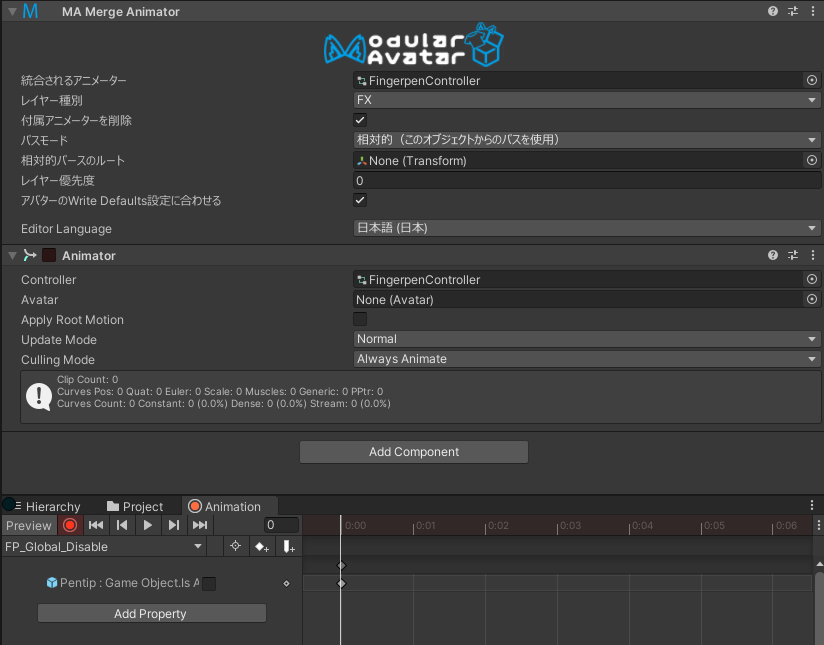 MA Merge Animator
Modular Avatar
統合されるアニメーター FingerpenController
レイヤー種別 FX
付属アニメーターを削除
パスモード 相対的（このオブジェクトからのパスを使用）
相対的パースのルート None (Transform)
レイヤー優先度 0
アバターのWrite Defaults設定に合わせる
Editor Language 日本語 (日本)
Animator
Controller FingerpenController
Avatar None (Avatar)
Apply Root Motion
Update Mode Normal
Culling Mode Always Animate
Clip Count: 0
Curves Pos: 0 Quat: 0 Euler: 0 Scale: 0 Muscles: 0 Generic: 0 PPtr: 0
Curves Count: 0 Constant: 0 (0.0%) Dense: 0 (0.0%) Stream: 0 (0.0%)
Add Component
Hierarchy Project Animation
Preview 0 0:00 0:01 0:02 0:03 0:04 0:05 0:06
FP_Global_Disable
Pentip : Game Object.Is A
Add Property